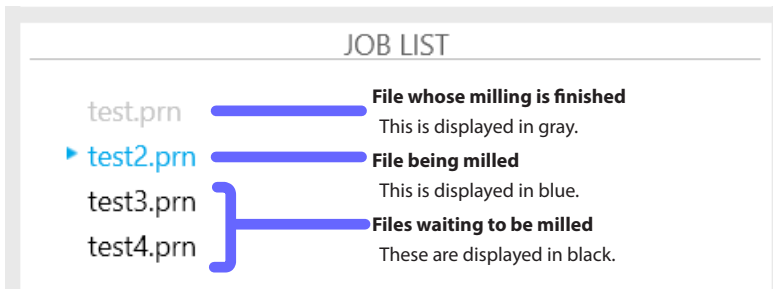 JOB LIST
test.prn
File whose milling is finished
This is displayed in gray.
test2.prn
File being milled
This is displayed in blue.
test3.prn
test4.prn
Files waiting to be milled
These are displayed in black.